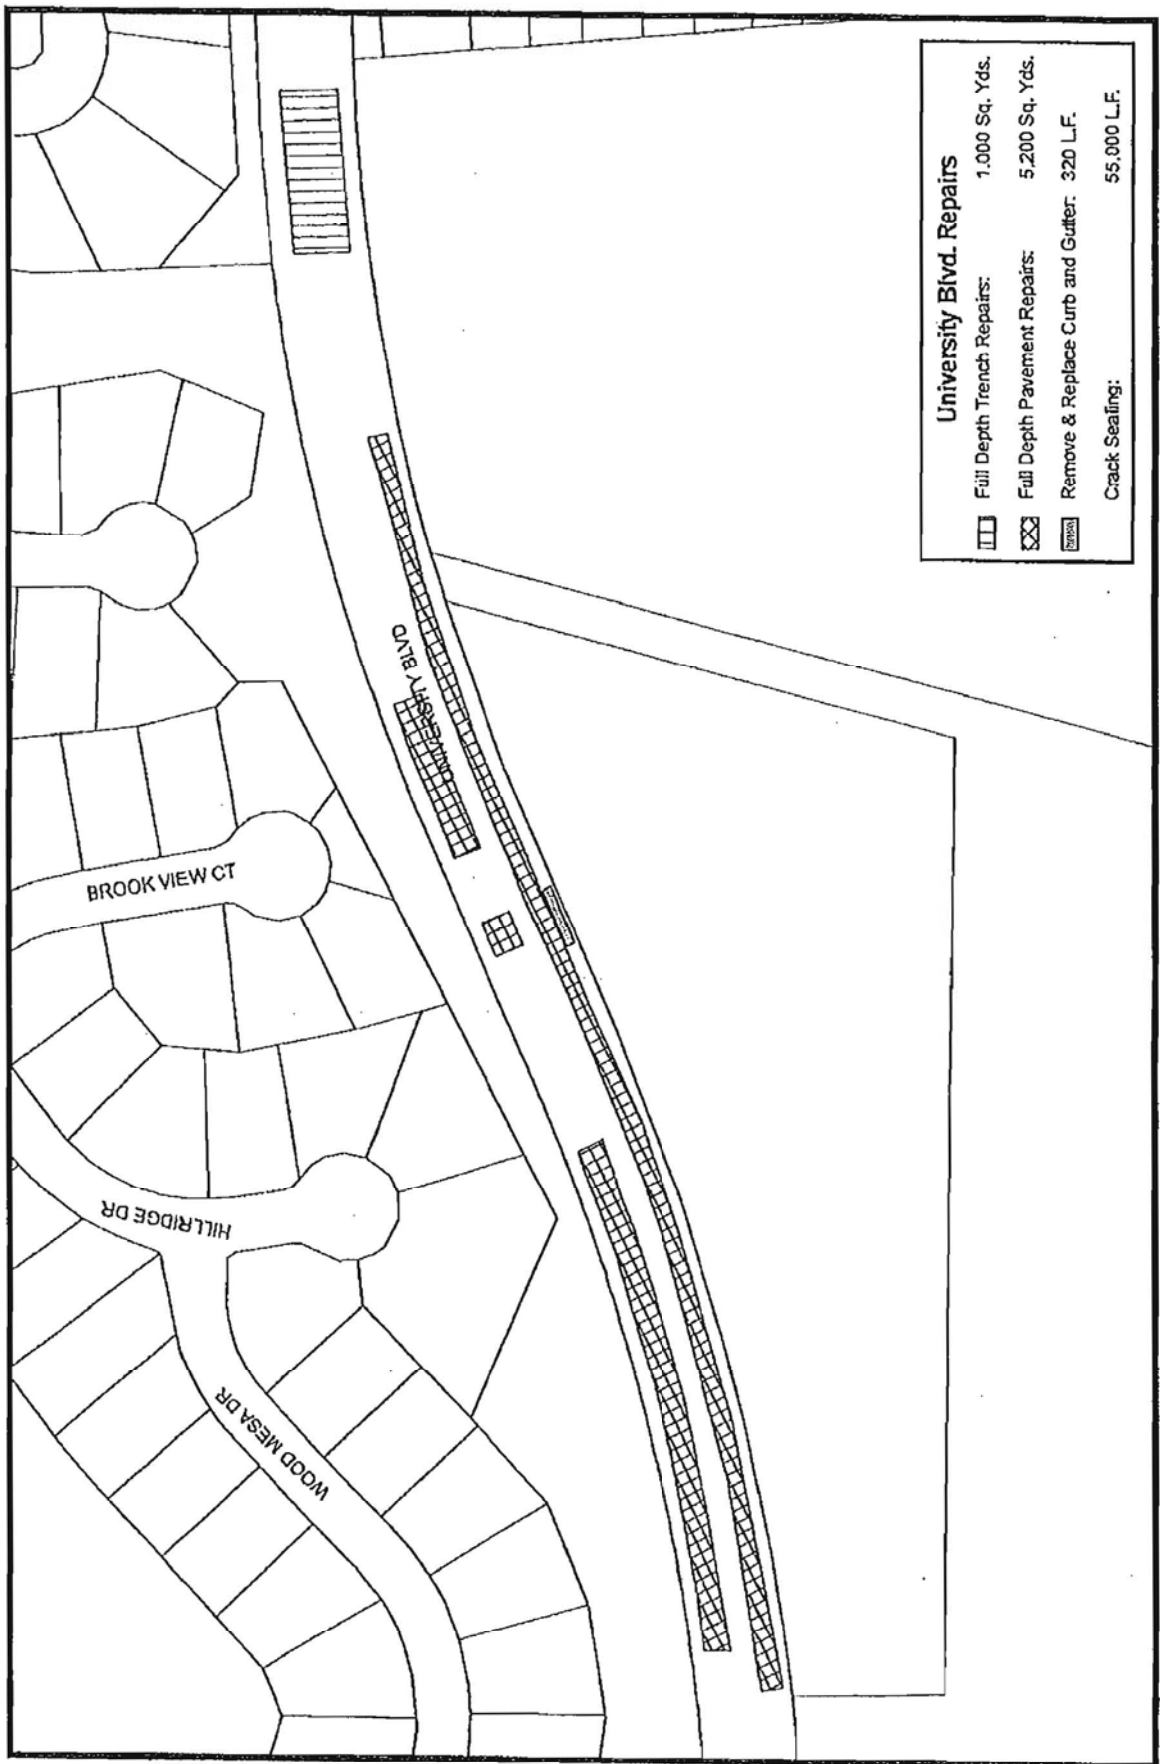 BROOK VIEW CT
HILLRIDGE DR
WOOD MESA DR
UNIVERSITY BLVD
University Blvd. Repairs
Full Depth Trench Repairs: 1,000 Sq. Yds.
Full Depth Pavement Repairs: 5,200 Sq. Yds.
Remove & Replace Curb and Gutter: 320 L.F.
Crack Sealing: 55,000 L.F.